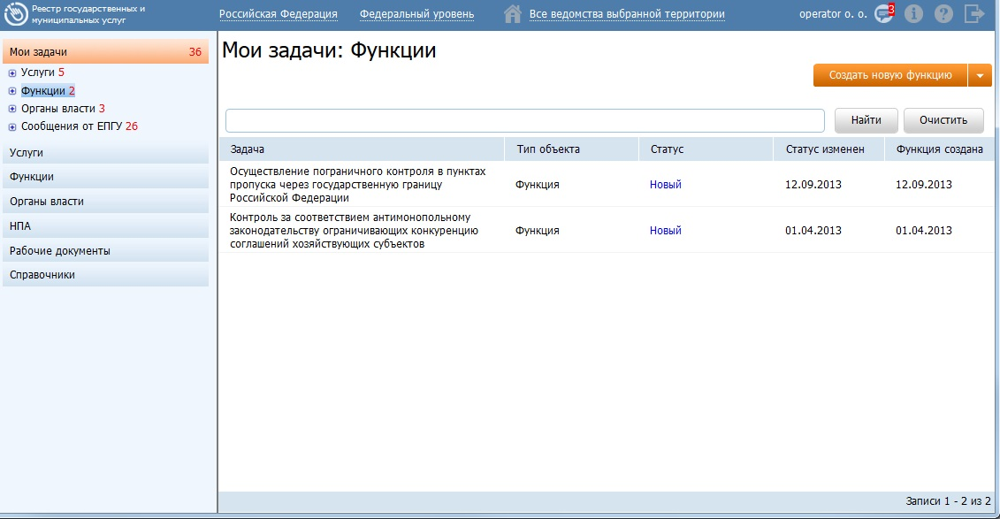 Реестр государственных и
муниципальных услуг
Российская Федерация
Федеральный уровень
Все ведомства выбранной территории
operator o. o.
3
Мои задачи 36
Услуги 5
Функции 2
Органы власти 3
Сообщения от ЕПГУ 26
Услуги
Функции
Органы власти
НПА
Рабочие документы
Справочники
Мои задачи: Функции
Создать новую функцию
Найти
Очистить
Задача
Тип объекта
Статус
Статус изменен
Функция создана
Осуществление пограничного контроля в пунктах
пропуска через государственную границу
Российской Федерации
Функция
Новый
12.09.2013
12.09.2013
Контроль за соответствием антимонопольному
законодательству ограничивающих конкуренцию
соглашений хозяйствующих субъектов
Функция
Новый
01.04.2013
01.04.2013
Записи 1 - 2 из 2